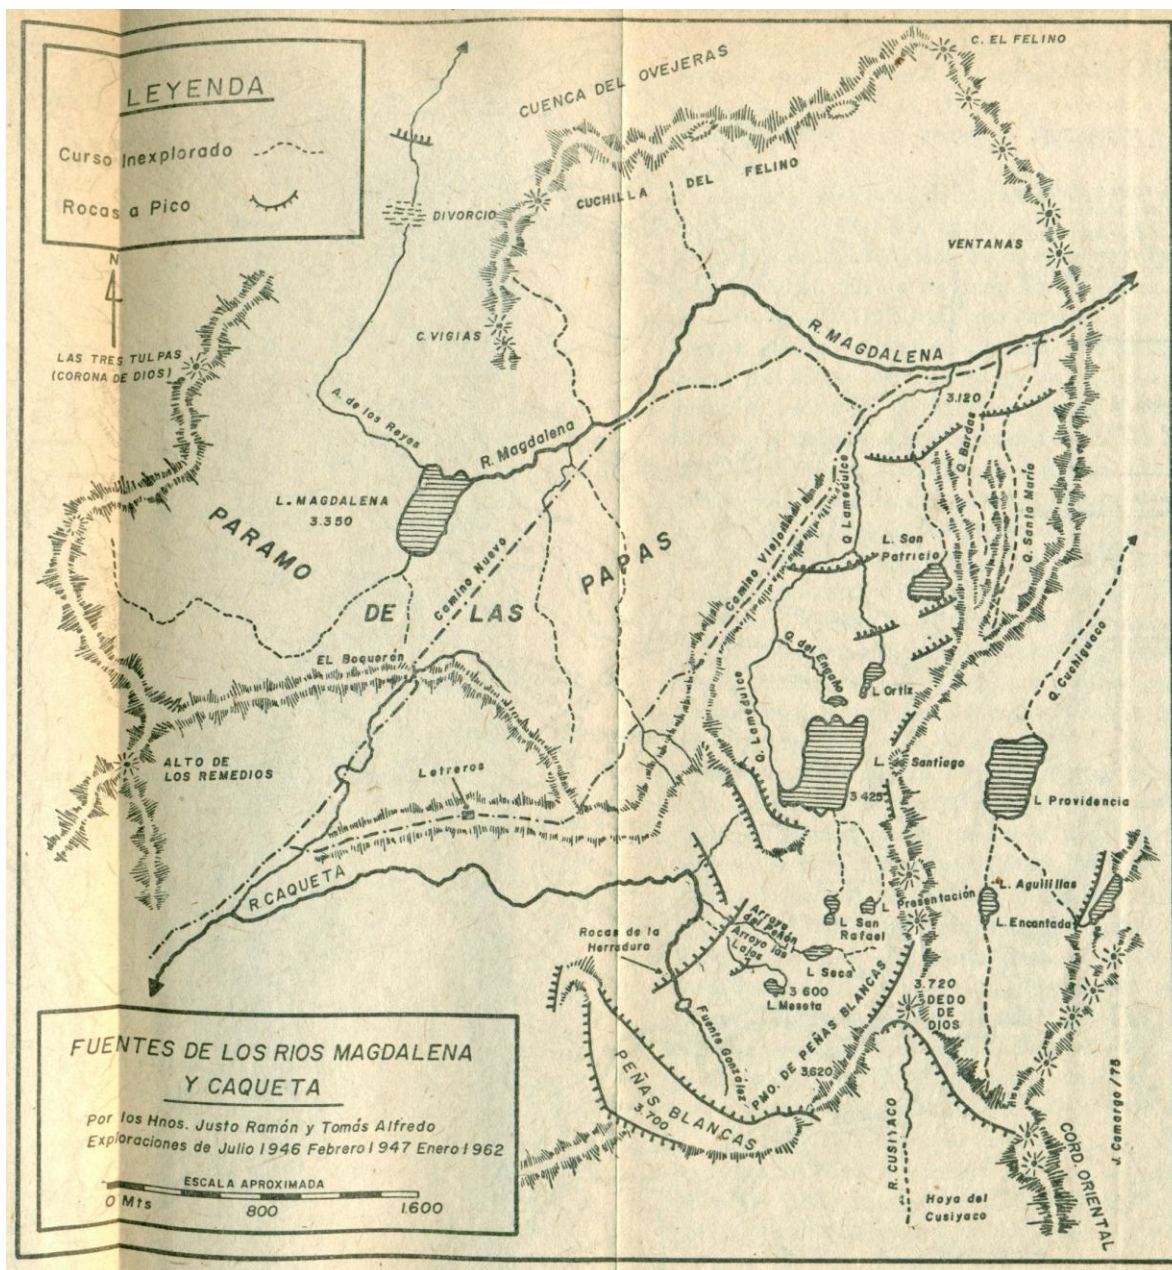 LEYENDA
Curso Inexplorado
Rocas a Pico
N
CUENCA DEL OVEJERAS
C. EL FELINO
CUCHILLA DEL FELINO
DIVORCIO
VENTANAS
C. VIGIAS
LAS TRES TULPAS
(CORONA DE DIOS)
R. MAGDALENA
A. de los Reyes
R. Magdalena
3.120
Q. Bardas
Q. Santa María
Q Lamedulce
L. MAGDALENA
3.350
PARAMO
DE LAS
PAPAS
Camino Nuevo
Camino Viejo
L. San
Patricio
Q del Engaño
L Ortiz
Q. Lamedulce
Q. Cuchiguaco
EL Boquerón
ALTO DE
LOS REMEDIOS
Letreros
L. Santiago
3 425
L Providencia
R. CAQUETA
L. Aguilillas
L Presentación
L. Encantada
L San
Rafael
Arroyo
del Peñón
Arroyo las
Lajas
Rocas de la
Herradura
L Seca
3 600
L. Meseta
3.720
DEDO
DE
DIOS
Fuente González
PMO. DE PEÑAS BLANCAS
3.620
PEÑAS BLANCAS
3.700
R. CUSIYACO
Hoya del
Cusiyaco
CORD. ORIENTAL
J Camargo/75
FUENTES DE LOS RIOS MAGDALENA
Y CAQUETA
Por los Hnos. Justo Ramón y Tomás Alfredo
Exploraciones de Julio 1946 Febrero 1947 Enero 1962
ESCALA APROXIMADA
0 Mts 800 1.600